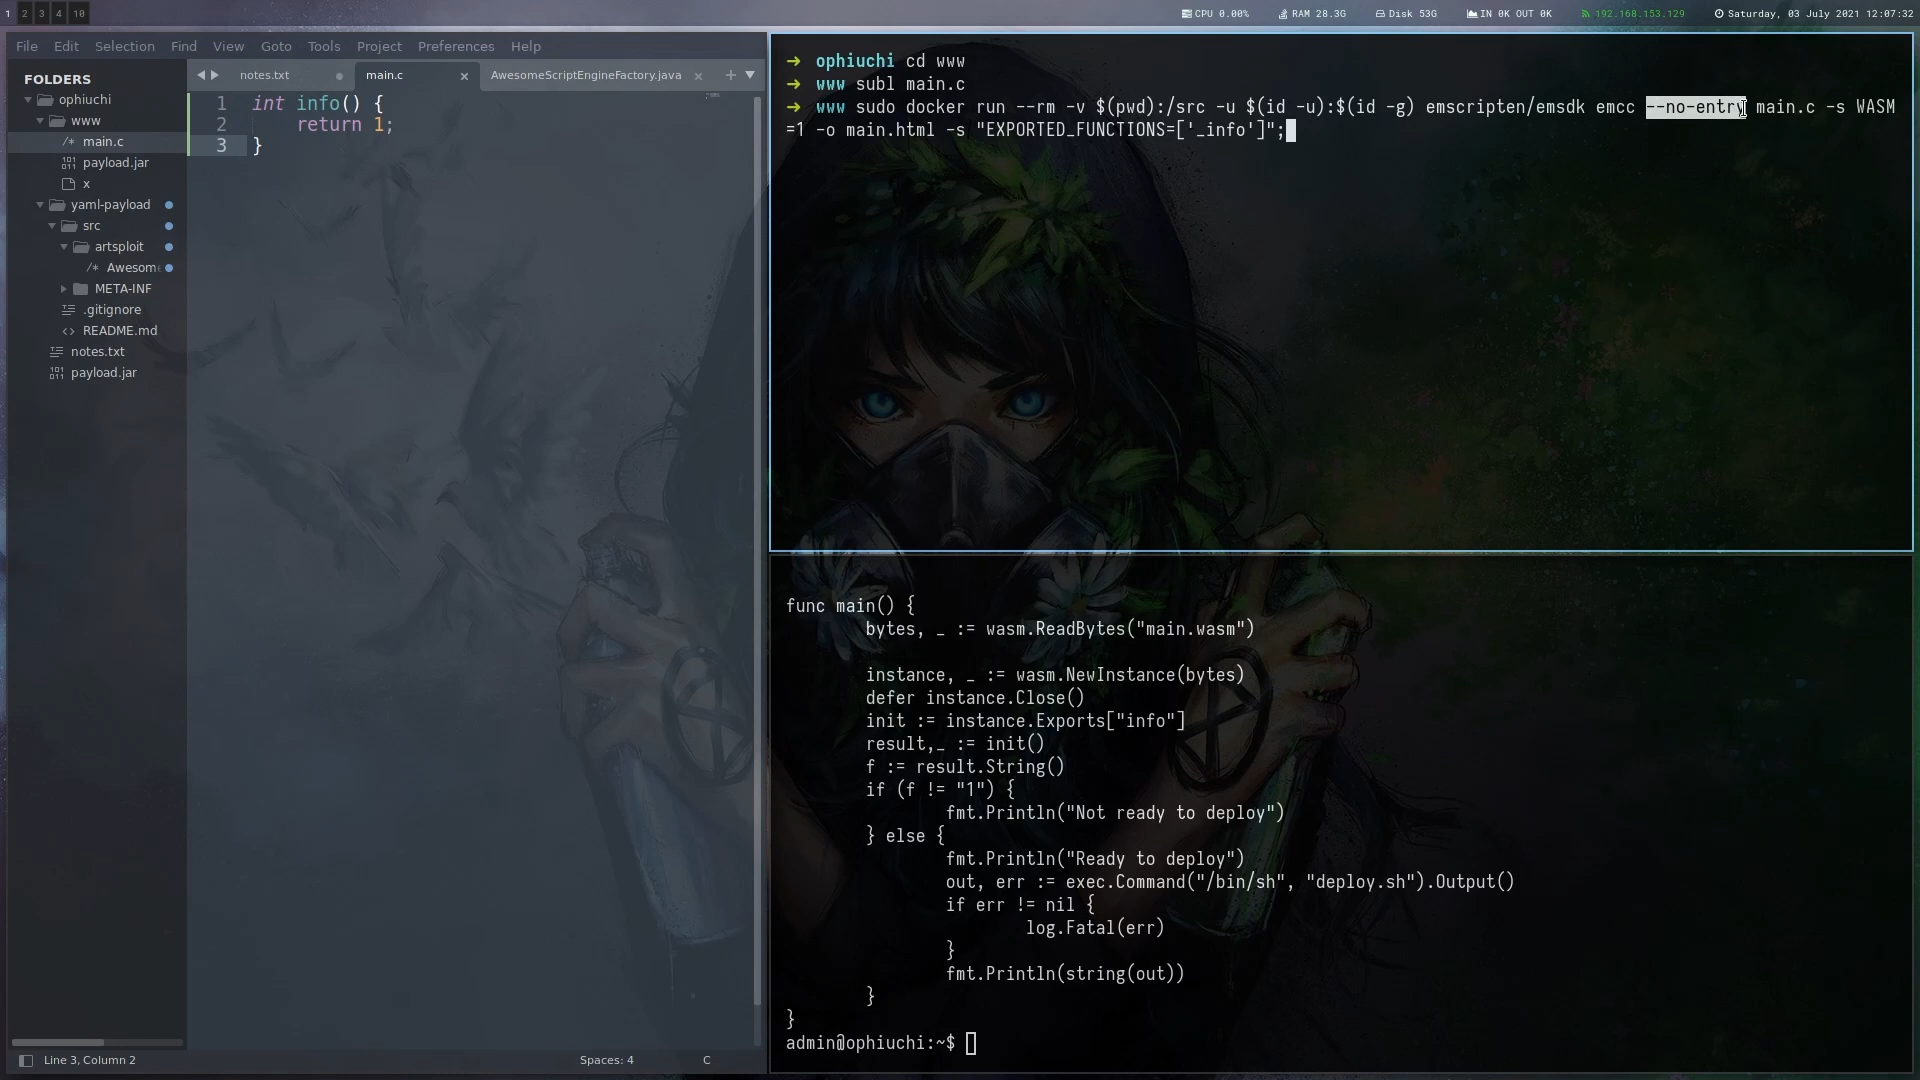 1 2 3 4 10
CPU 0.00% RAM 28.3G Disk 53G IN 0K OUT 0K 192.168.153.129 Saturday, 03 July 2021 12:07:32
File Edit Selection Find View Goto Tools Project Preferences Help
FOLDERS
ophiuchi
www
/* main.c
payload.jar
x
yaml-payload
src
artsploit
/* Awesom
META-INF
.gitignore
<> README.md
notes.txt
payload.jar
notes.txt main.c AwesomeScriptEngineFactory.java
1 int info() {
2     return 1;
3 }
Line 3, Column 2 Spaces: 4 C
➜ ophiuchi cd www
➜ www subl main.c
➜ www sudo docker run --rm -v $(pwd):/src -u $(id -u):$(id -g) emscripten/emsdk emcc --no-entry main.c -s WASM
=1 -o main.html -s "EXPORTED_FUNCTIONS=['_info']";
func main() {
        bytes, _ := wasm.ReadBytes("main.wasm")
        instance, _ := wasm.NewInstance(bytes)
        defer instance.Close()
        init := instance.Exports["info"]
        result,_ := init()
        f := result.String()
        if (f != "1") {
                fmt.Println("Not ready to deploy")
        } else {
                fmt.Println("Ready to deploy")
                out, err := exec.Command("/bin/sh", "deploy.sh").Output()
                if err != nil {
                        log.Fatal(err)
                }
                fmt.Println(string(out))
        }
}
admin@ophiuchi:~$